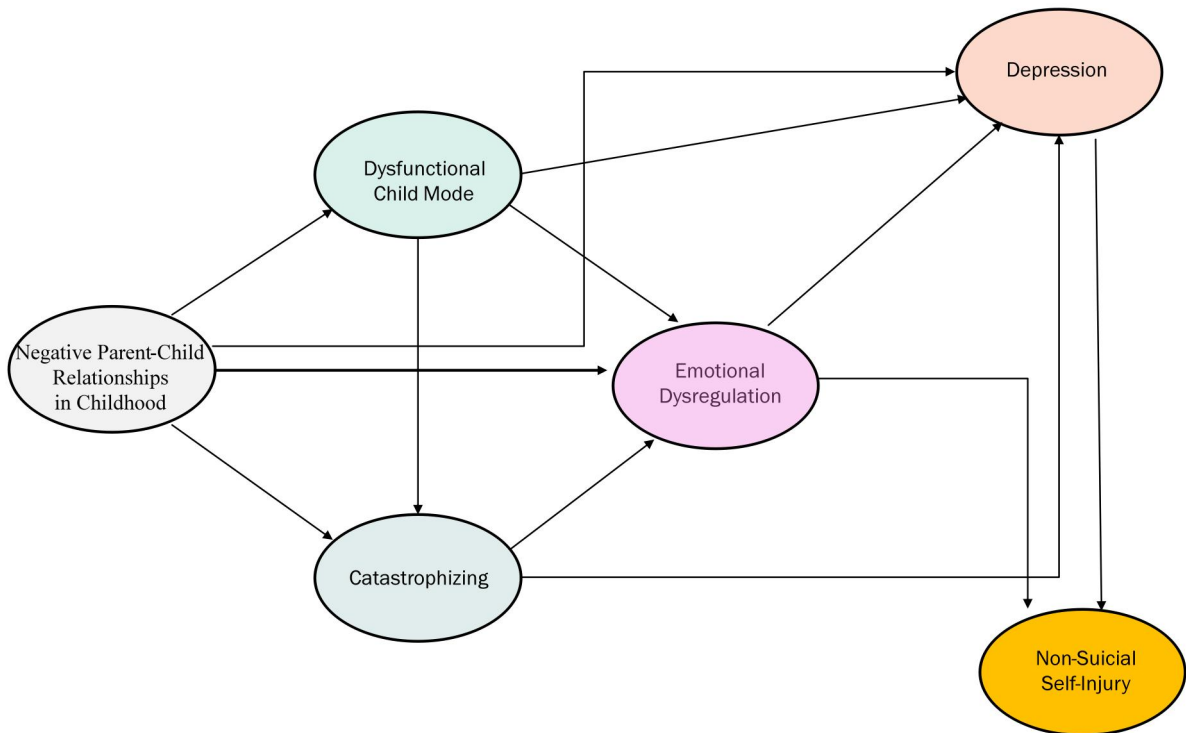 Depression
Dysfunctional
Child Mode
Negative Parent-Child
Relationships
in Childhood
Emotional
Dysregulation
Catastrophizing
Non-Suicial
Self-Injury